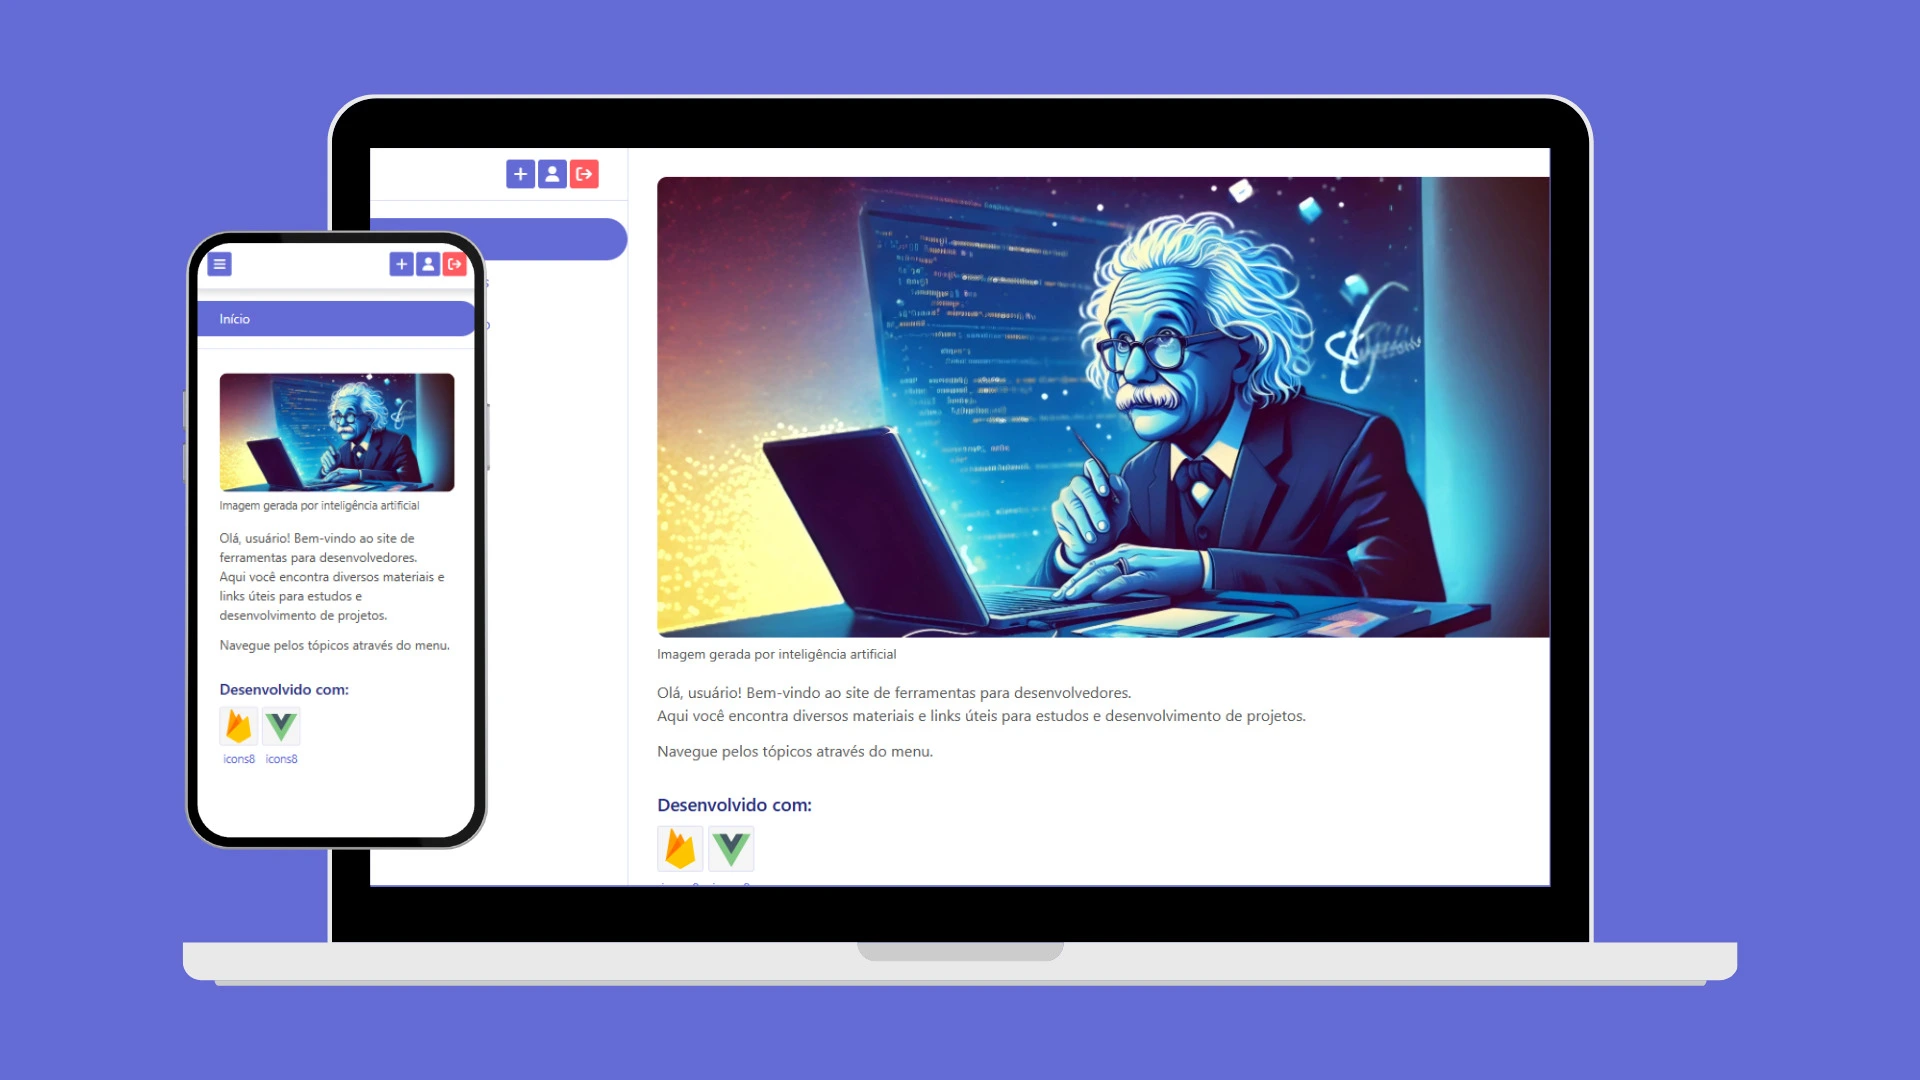 Início
Imagem gerada por inteligência artificial
Olá, usuário! Bem-vindo ao site de
ferramentas para desenvolvedores.
Aqui você encontra diversos materiais e
links úteis para estudos e
desenvolvimento de projetos.
Navegue pelos tópicos através do menu.
Desenvolvido com:
icons8 icons8
Imagem gerada por inteligência artificial
Olá, usuário! Bem-vindo ao site de ferramentas para desenvolvedores.
Aqui você encontra diversos materiais e links úteis para estudos e desenvolvimento de projetos.
Navegue pelos tópicos através do menu.
Desenvolvido com: